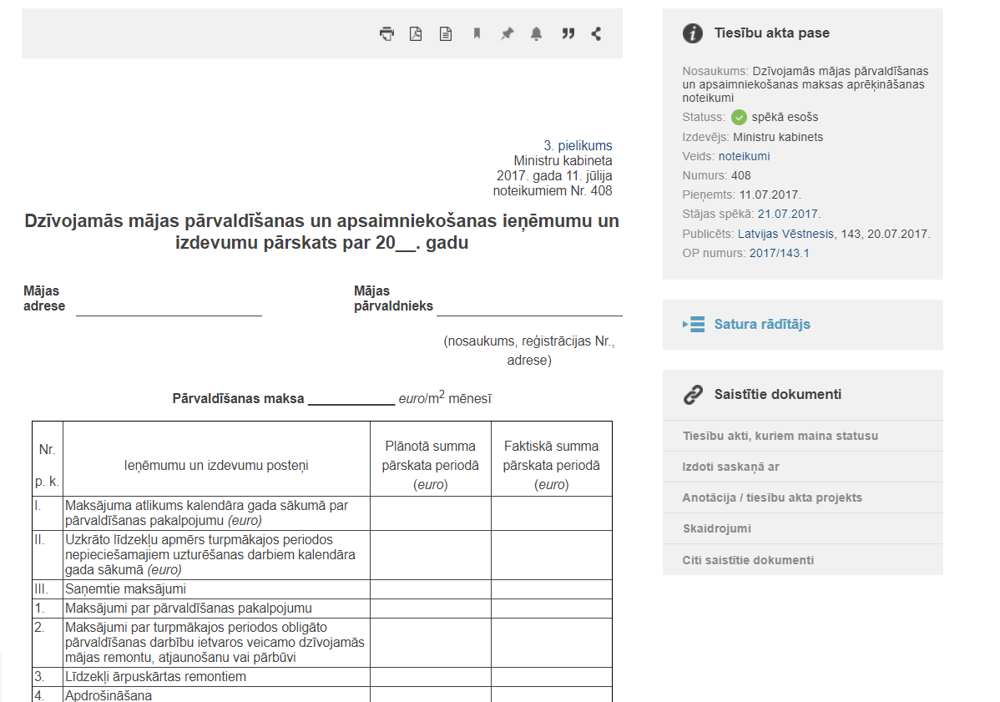 3. pielikums
Ministru kabineta
2017. gada 11. jūlija
noteikumiem Nr. 408
Dzīvojamās mājas pārvaldīšanas un apsaimniekošanas ieņēmumu un
izdevumu pārskats par 20__. gadu
Mājas
adrese
Mājas
pārvaldnieks
(nosaukums, reģistrācijas Nr.,
adrese)
Pārvaldīšanas maksa ____________ euro/m2 mēnesī
Nr.
p. k.
Ieņēmumu un izdevumu posteņi
Plānotā summa
pārskata periodā
(euro)
Faktiskā summa
pārskata periodā
(euro)
I.
Maksājuma atlikums kalendāra gada sākumā par
pārvaldīšanas pakalpojumu (euro)
II.
Uzkrāto līdzekļu apmērs turpmākajos periodos
nepieciešamajiem uzturēšanas darbiem kalendāra
gada sākumā (euro)
III.
Saņemtie maksājumi
1.
Maksājumi par pārvaldīšanas pakalpojumu
2.
Maksājumi par turpmākajos periodos obligāto
pārvaldīšanas darbību ietvaros veicamo dzīvojamās
mājas remontu, atjaunošanu vai pārbūvi
3.
Līdzekļi ārpuskārtas remontiem
4.
Apdrošināšana
Tiesību akta pase
Nosaukums: Dzīvojamās mājas pārvaldīšanas
un apsaimniekošanas maksas aprēķināšanas
noteikumi
Statuss: spēkā esošs
Izdevējs: Ministru kabinets
Veids: noteikumi
Numurs: 408
Pieņemts: 11.07.2017.
Stājas spēkā: 21.07.2017.
Publicēts: Latvijas Vēstnesis, 143, 20.07.2017.
OP numurs: 2017/143.1
Satura rādītājs
Saistītie dokumenti
Tiesību akti, kuriem maina statusu
Izdoti saskaņā ar
Anotācija / tiesību akta projekts
Skaidrojumi
Citi saistītie dokumenti